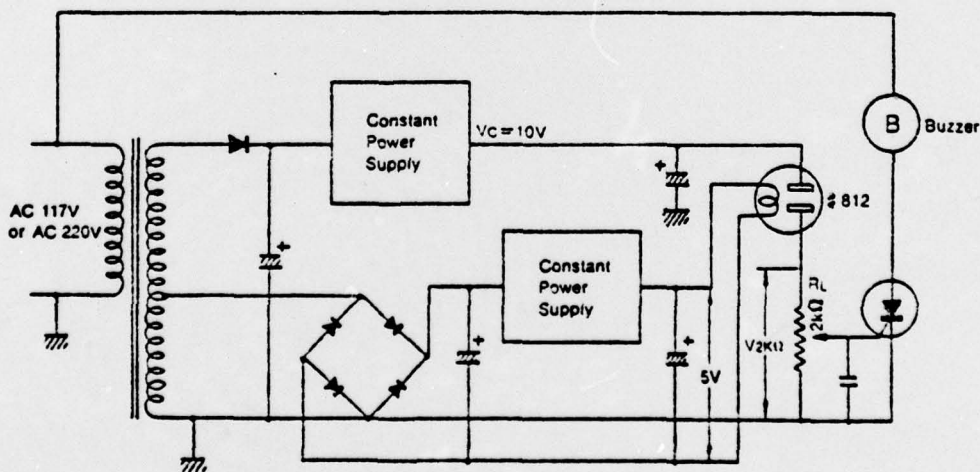 B
Buzzer
Constant
Power
Supply
VC=10V
AC 117V
or AC 220V
+
+
#812
Constant
Power
Supply
RL
2kΩ
+
+
V2KΩ
5V